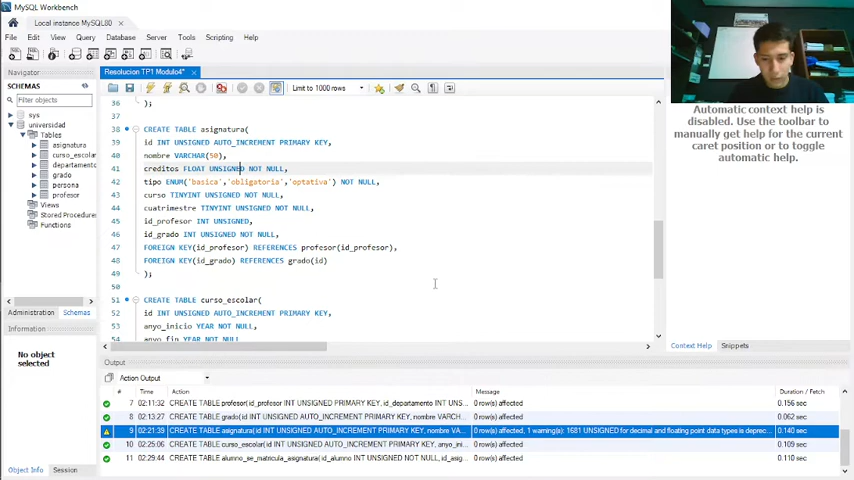 MySQL Workbench
Local instance MySQL80
File Edit View Query Database Server Tools Scripting Help
Navigator
SCHEMAS
Filter objects
sys
universidad
Tables
asignatura
curso_escolar
departamento
grado
persona
profesor
Views
Stored Procedures
Functions
Administration Schemas
Information
No object
selected
Object Info Session
Resolucion TP1 Modulo4*
Limit to 1000 rows
36 );
37
38 CREATE TABLE asignatura(
39 id INT UNSIGNED AUTO_INCREMENT PRIMARY KEY,
40 nombre VARCHAR(50),
41 creditos FLOAT UNSIGNED NOT NULL,
42 tipo ENUM('basica','obligatoria','optativa') NOT NULL,
43 curso TINYINT UNSIGNED NOT NULL,
44 cuatrimestre TINYINT UNSIGNED NOT NULL,
45 id_profesor INT UNSIGNED,
46 id_grado INT UNSIGNED NOT NULL,
47 FOREIGN KEY(id_profesor) REFERENCES profesor(id_profesor),
48 FOREIGN KEY(id_grado) REFERENCES grado(id)
49 );
50
51 CREATE TABLE curso_escolar(
52 id INT UNSIGNED AUTO_INCREMENT PRIMARY KEY,
53 anyo_inicio YEAR NOT NULL,
54 anyo_fin YEAR NOT NULL
Automatic context help is
disabled. Use the toolbar to
manually get help for the current
caret position or to toggle
automatic help.
Context Help Snippets
Output
Action Output
# Time Action Message Duration / Fetch
7 02:11:32 CREATE TABLE profesor( id_profesor INT UNSIGNED PRIMARY KEY, id_departamento INT UNS... 0 row(s) affected 0.156 sec
8 02:13:27 CREATE TABLE grado( id INT UNSIGNED AUTO_INCREMENT PRIMARY KEY, nombre VARCH... 0 row(s) affected 0.062 sec
9 02:21:39 CREATE TABLE asignatura( id INT UNSIGNED AUTO_INCREMENT PRIMARY KEY, nombre VA... 0 row(s) affected, 1 warning(s): 1681 UNSIGNED for decimal and floating point data types is deprec... 0.140 sec
10 02:25:06 CREATE TABLE curso_escolar( id INT UNSIGNED AUTO_INCREMENT PRIMARY KEY, anyo_ini... 0 row(s) affected 0.109 sec
11 02:29:44 CREATE TABLE alumno_se_matricula_asignatura( id_alumno INT UNSIGNED NOT NULL, id_asig... 0 row(s) affected 0.110 sec